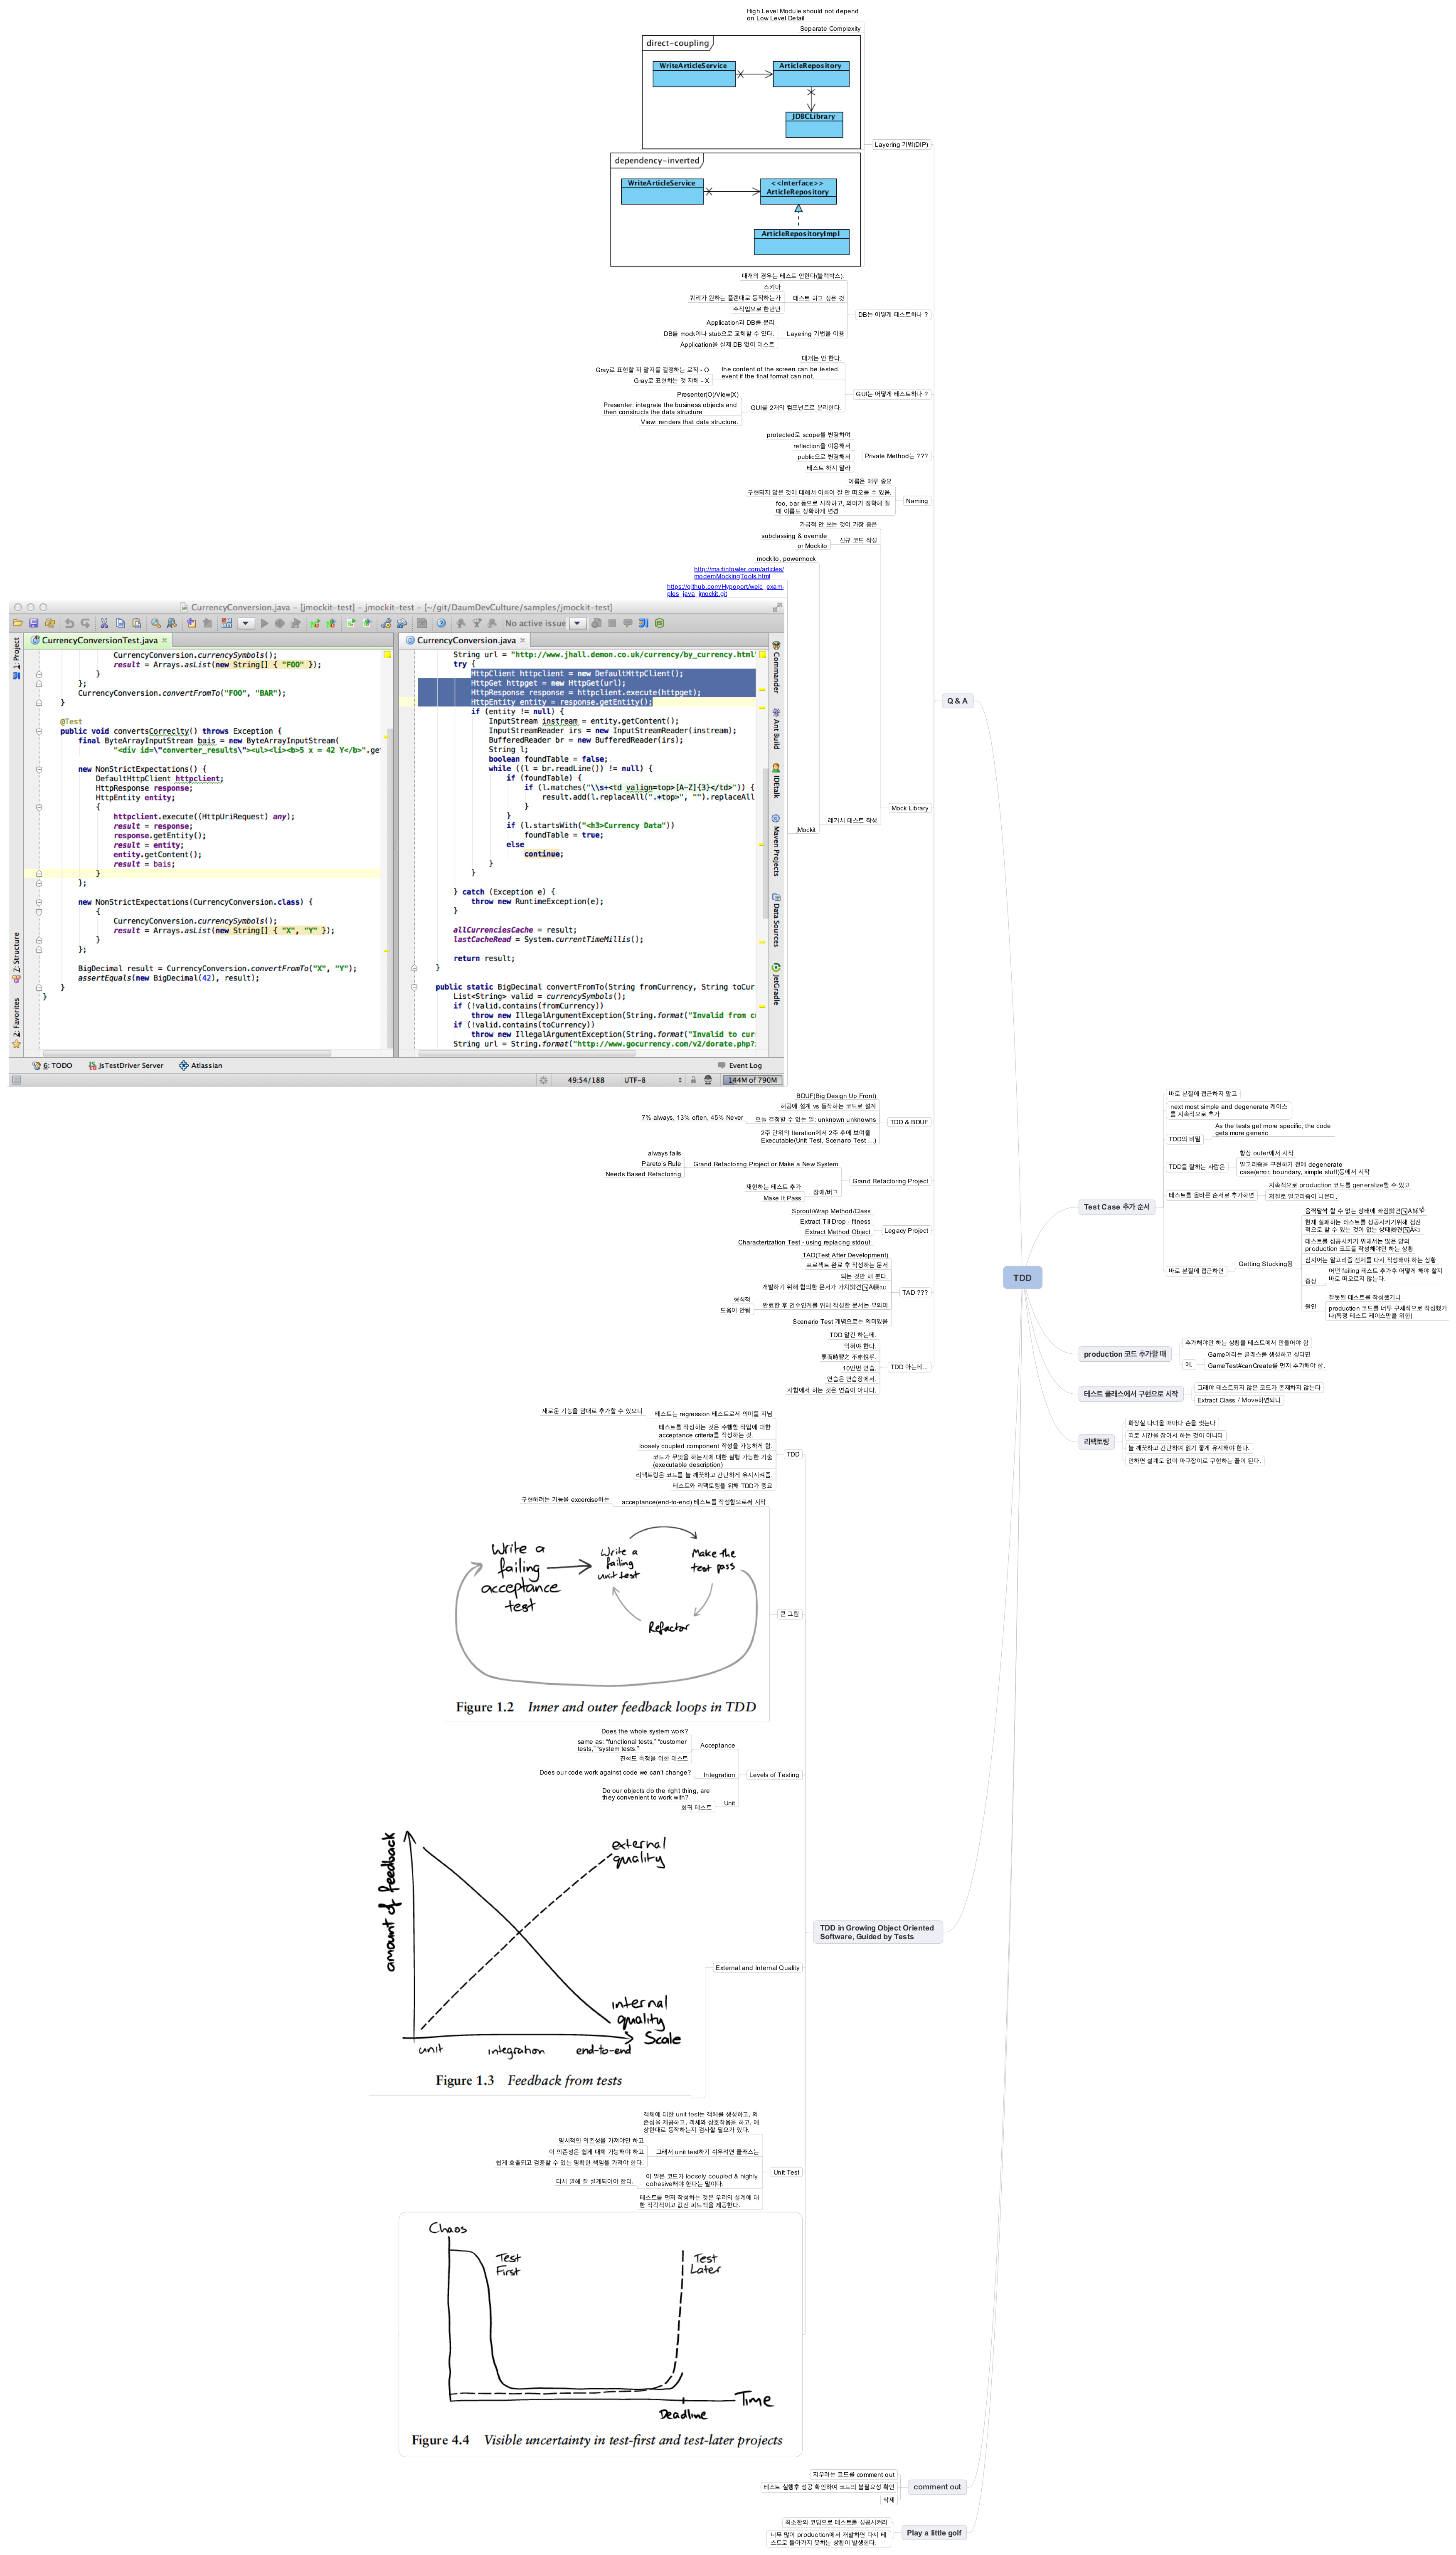 TDD
Test Case 추가 순서
바로 본질에 접근하지 말고
next most simple and degenerate 케이스
를 지속적으로 추가
TDD의 비밀
As the tests get more specific, the code
gets more generic
TDD를 잘하는 사람은
항상 outer에서 시작
알고리즘을 구현하기 전에 degenerate
case(error, boundary, simple stuff)등에서 시작
테스트를 올바른 순서로 추가하면
지속적으로 production 코드를 generalize할 수 있고
저절로 알고리즘이 나온다.
바로 본질에 접근하면
Getting Stucking됨
옴짝달싹 할 수 없는 상태에 빠짐
현재 실패하는 테스트를 성공시키기위해 점진
적으로 할 수 있는 것이 없는 상태
테스트를 성공시키기 위해서는 많은 양의
production 코드를 작성해야만 하는 상황
심지어는 알고리즘 전체를 다시 작성해야 하는 상황
증상
어떤 failing 테스트 추가후 어떻게 해야 할지
바로 떠오르지 않는다.
원인
잘못된 테스트를 작성했거나
production 코드를 너무 구체적으로 작성했거
나(특정 테스트 케이스만을 위한)
production 코드 추가할 때
추가해야만 하는 상황을 테스트에서 만들어야 함
예.
Game이라는 클래스를 생성하고 싶다면
GameTest#canCreate를 먼저 추가해야 함.
테스트 클래스에서 구현으로 시작
그래야 테스트되지 않은 코드가 존재하지 않는다
Extract Class / Move하면되니
리팩토링
화장실 다녀올 때마다 손을 씻는다
따로 시간을 잡아서 하는 것이 아니다
늘 깨끗하고 간단하여 읽기 좋게 유지해야 한다.
안하면 설계도 없이 마구잡이로 구현하는 꼴이 된다.
Q & A
Layering 기법(DIP)
High Level Module should not depend
on Low Level Detail
Separate Complexity
direct-coupling
WriteArticleService
ArticleRepository
JDBCLibrary
dependency-inverted
WriteArticleService
<<Interface>>
ArticleRepository
ArticleRepositoryImpl
DB는 어떻게 테스트하나 ?
대개의 경우는 테스트 안한다(블랙박스).
테스트 하고 싶은 것
스키마
쿼리가 원하는 플랜대로 동작하는가
수작업으로 한번만
Layering 기법을 이용
Application과 DB를 분리
DB를 mock이나 stub으로 교체할 수 있다.
Application을 실제 DB 없이 테스트
GUI는 어떻게 테스트하나 ?
대개는 안 한다.
the content of the screen can be tested,
event if the final format can not.
Gray로 표현할 지 말지를 결정하는 로직 - O
Gray로 표현하는 것 자체 - X
GUI를 2개의 컴포넌트로 분리한다.
Presenter(O)/View(X)
Presenter: integrate the business objects and
then constructs the data structure
View: renders that data structure.
Private Method는 ???
protected로 scope을 변경하여
reflection을 이용해서
public으로 변경해서
테스트 하지 말라
Naming
이름은 매우 중요
구현되지 않은 것에 대해서 이름이 잘 안 떠오를 수 있음.
foo, bar 등으로 시작하고, 의미가 정확해 질
때 이름도 정확하게 변경
Mock Library
가급적 안 쓰는 것이 가장 좋은
신규 코드 작성
subclassing & override
or Mockito
레거시 테스트 작성
mockito, powermock
jMockit
http://martinfowler.com/articles/
modernMockingTools.html
https://github.com/Hypoport/welc_exam-
ples_java_jmockit.git
CurrencyConversion.java - [jmockit-test] - jmockit-test - [~/git/DaumDevCulture/samples/jmockit-test]
No active issue
1: Project
Z: Structure
2: Favorites
CurrencyConversionTest.java
CurrencyConversion.currencySymbols();
result = Arrays.asList(new String[] { "FOO" });
}
};
CurrencyConversion.convertFromTo("FOO", "BAR");
}
@Test
public void convertsCorreclty() throws Exception {
final ByteArrayInputStream bais = new ByteArrayInputStream(
"<div id=\"converter_results\"><ul><li><b>5 x = 42 Y</b>".ge
new NonStrictExpectations() {
DefaultHttpClient httpclient;
HttpResponse response;
HttpEntity entity;
{
httpclient.execute((HttpUriRequest) any);
result = response;
response.getEntity();
result = entity;
entity.getContent();
result = bais;
}
};
new NonStrictExpectations(CurrencyConversion.class) {
{
CurrencyConversion.currencySymbols();
result = Arrays.asList(new String[] { "X", "Y" });
}
};
BigDecimal result = CurrencyConversion.convertFromTo("X", "Y");
assertEquals(new BigDecimal(42), result);
}
}
CurrencyConversion.java
String url = "http://www.jhall.demon.co.uk/currency/by_currency.html
try {
HttpClient httpclient = new DefaultHttpClient();
HttpGet httpget = new HttpGet(url);
HttpResponse response = httpclient.execute(httpget);
HttpEntity entity = response.getEntity();
if (entity != null) {
InputStream instream = entity.getContent();
InputStreamReader irs = new InputStreamReader(instream);
BufferedReader br = new BufferedReader(irs);
String l;
boolean foundTable = false;
while ((l = br.readLine()) != null) {
if (foundTable) {
if (l.matches("\\s+<td valign=top>[A-Z]{3}</td>")) {
result.add(l.replaceAll(".*top>", "").replaceAll
}
}
if (l.startsWith("<h3>Currency Data"))
foundTable = true;
else
continue;
}
}
} catch (Exception e) {
throw new RuntimeException(e);
}
allCurrenciesCache = result;
lastCacheRead = System.currentTimeMillis();
return result;
}
public static BigDecimal convertFromTo(String fromCurrency, String toCur
List<String> valid = currencySymbols();
if (!valid.contains(fromCurrency))
throw new IllegalArgumentException(String.format("Invalid from c
if (!valid.contains(toCurrency))
throw new IllegalArgumentException(String.format("Invalid to cur
String url = String.format("http://www.gocurrency.com/v2/dorate.php?
Commander
Ant Build
IDEtalk
Maven Projects
Data Sources
JetGradle
6: TODO
JsTestDriver Server
Atlassian
Event Log
49:54/188
UTF-8
144M of 790M
TDD & BDUF
BDUF(Big Design Up Front)
허공에 설계 vs 동작하는 코드로 설계
오늘 결정할 수 없는 일: unknown unknowns
7% always, 13% often, 45% Never
2주 단위의 Iteration에서 2주 후에 보여줄
Executable(Unit Test, Scenario Test ...)
Grand Refactoring Project
Grand Refactoring Project or Make a New System
always fails
Pareto's Rule
Needs Based Refactoring
장애/버그
재현하는 테스트 추가
Make It Pass
Legacy Project
Sprout/Wrap Method/Class
Extract Till Drop - fitness
Extract Method Object
Characterization Test - using replacing stdout
TAD ???
TAD(Test After Development)
프로젝트 완료 후 작성하는 문서
되는 것만 해 본다.
개발하기 위해 협의한 문서가 가치
완료한 후 인수인계를 위해 작성한 문서는 무의미
형식적
도움이 안됨
Scenario Test 개념으로는 의미있음
TDD 아는데...
TDD 알긴 하는데.
익혀야 한다.
學而時習之 不亦悅乎.
10만번 연습.
연습은 연습장에서.
시합에서 하는 것은 연습이 아니다.
TDD in Growing Object Oriented
Software, Guided by Tests
TDD
테스트는 regression 테스트로서 의미를 지님
새로운 기능을 맘대로 추가할 수 있으니
테스트를 작성하는 것은 수행할 작업에 대한
acceptance criteria를 작성하는 것.
loosely coupled component 작성을 가능하게 함.
코드가 무엇을 하는지에 대한 실행 가능한 기술
(executable description)
리팩토링은 코드를 늘 깨끗하고 간단하게 유지시켜줌.
테스트와 리팩토링을 위해 TDD가 중요
큰 그림
acceptance(end-to-end) 테스트를 작성함으로써 시작
구현하려는 기능을 excercise하는
Write a
failing
acceptance
test
Write a
failing
unit test
Make the
test pass
Refactor
Figure 1.2 Inner and outer feedback loops in TDD
Levels of Testing
Acceptance
Does the whole system work?
same as: "functional tests," "customer
tests," "system tests."
진척도 측정을 위한 테스트
Integration
Does our code work against code we can't change?
Unit
Do our objects do the right thing, are
they convenient to work with?
회귀 테스트
External and Internal Quality
amount of feedback
external
quality
internal
quality
Scale
unit
integration
end-to-end
Figure 1.3 Feedback from tests
Unit Test
객체에 대한 unit test는 객체를 생성하고, 의
존성을 제공하고, 객체와 상호작용을 하고, 예
상한대로 동작하는지 검사할 필요가 있다.
그래서 unit test하기 쉬우려면 클래스는
명시적인 의존성을 가져야만 하고
이 의존성은 쉽게 대체 가능해야 하고
쉽게 호출되고 검증할 수 있는 명확한 책임을 가져야 한다.
이 말은 코드가 loosely coupled & highly
cohesive해야 한다는 말이다.
다시 말해 잘 설계되어야 한다.
테스트를 먼저 작성하는 것은 우리의 설계에 대
한 직각적이고 값진 피드백을 제공한다.
Chaos
Test
First
Test
Later
Time
Deadline
Figure 4.4 Visible uncertainty in test-first and test-later projects
comment out
지우려는 코드를 comment out
테스트 실행후 성공 확인하여 코드의 불필요성 확인
삭제
Play a little golf
최소한의 코딩으로 테스트를 성공시켜라
너무 많이 production에서 개발하면 다시 테
스트로 돌아가지 못하는 상황이 발생한다.